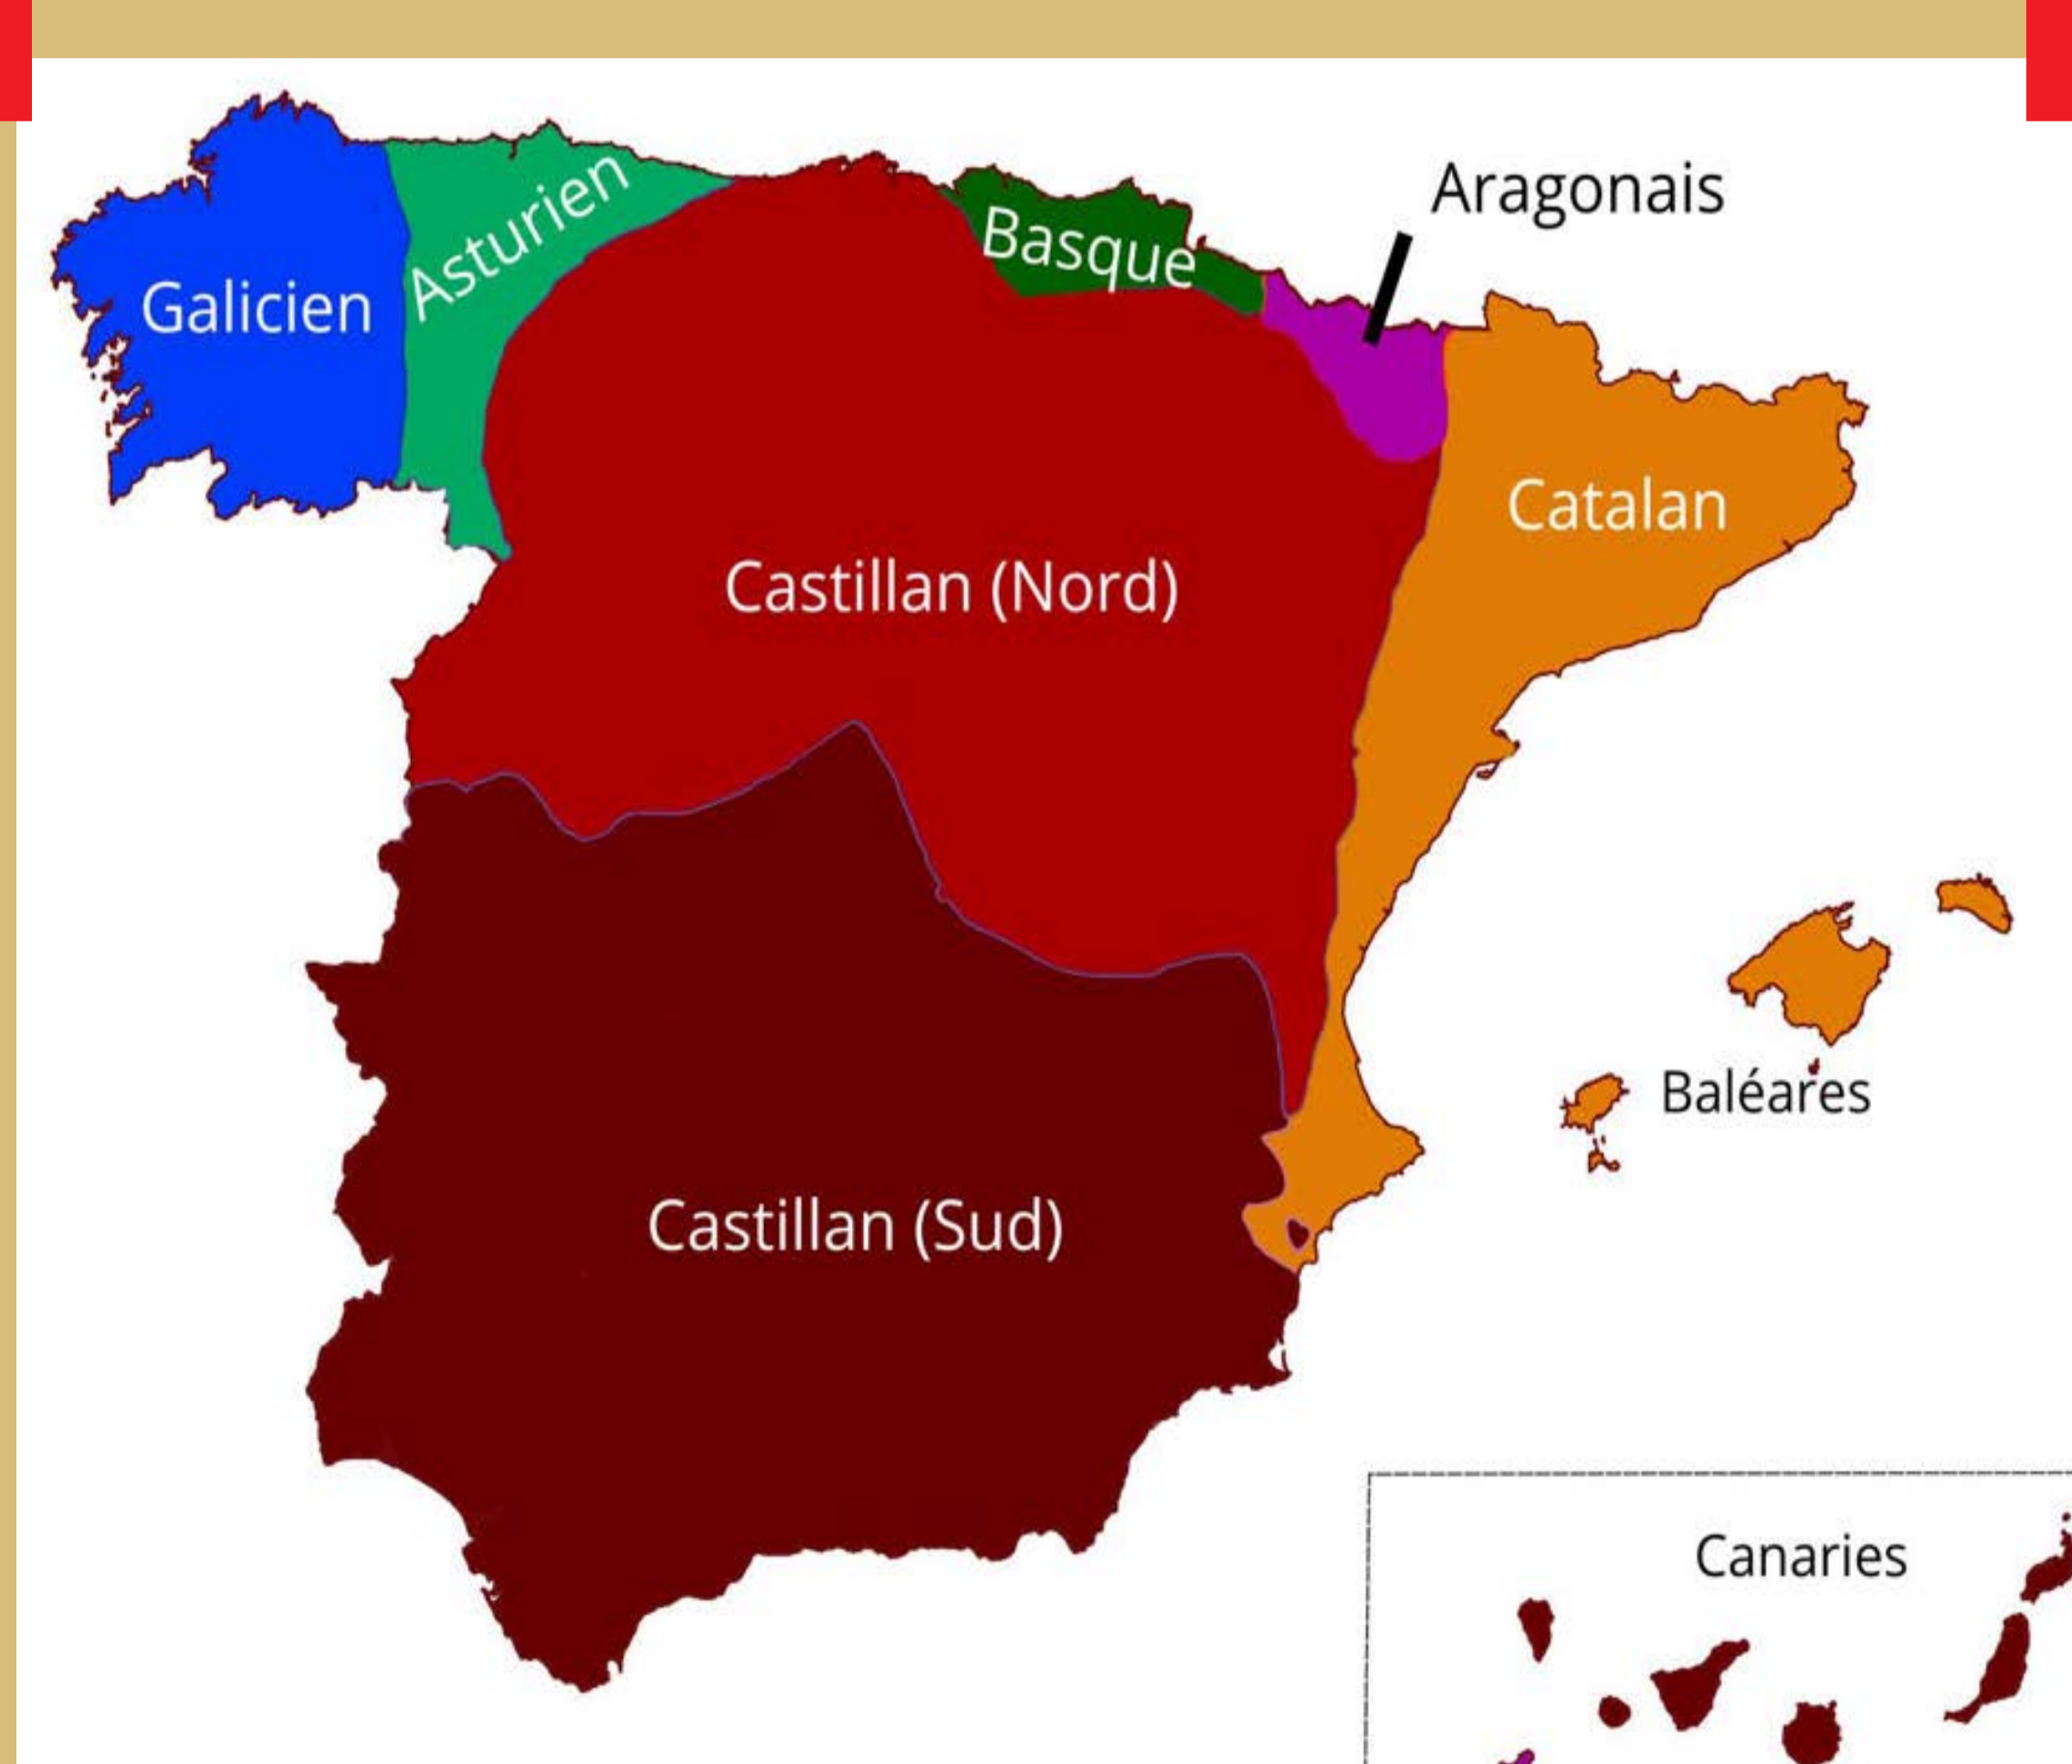 Aragonais
Asturien
Basque
Galicien
Catalan
Castillan (Nord)
Baléares
Castillan (Sud)
Canaries